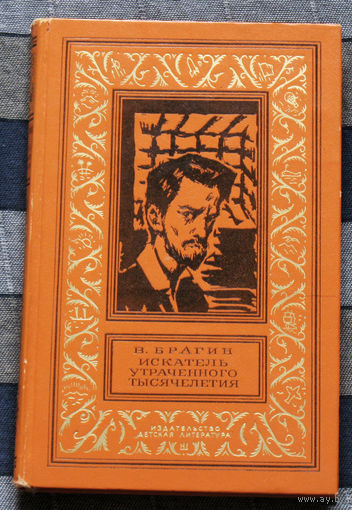 В. БРАГИН
ИСКАТЕЛЬ
УТРАЧЕННОГО
ТЫСЯЧЕЛЕТИЯ
ИЗДАТЕЛЬСТВО
"ДЕТСКАЯ ЛИТЕРАТУРА"
www.ay.by